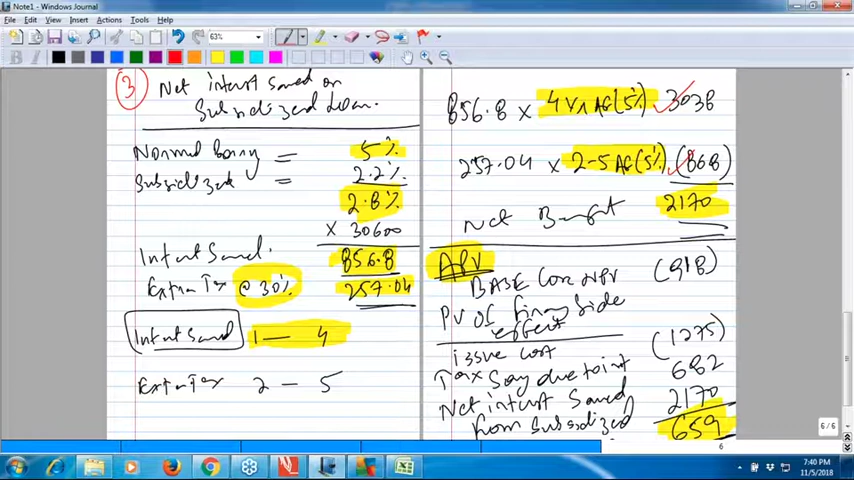 Note1 - Windows Journal
File Edit View Insert Actions Tools Help
63%
③ Net interest saved on
Subsidized Loan.
Normal Borry = 5%
Subsidized = 2.2%
2.8%
× 30600
Interest Saved. 856.8
Extra Tax @ 30% 257.04
Interest Saved 1 — 4
Extra Tax 2 — 5
856.8 × 4 Yr AF(5%) 3038
257.04 × 2-5 AF(5%) (868)
Net Benefit 2170
APV
BASE Case NPV (918)
PV of Financing Side
effect
Issue cost (1275)
Tax Saving due to int 682
Net interest Saved 2170
from Subsidized 659
6
6/6
7:40 PM
11/5/2018